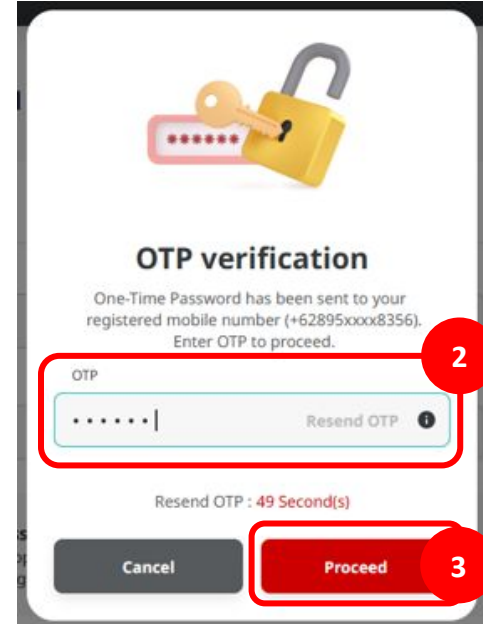 ******
OTP verification
One-Time Password has been sent to your
registered mobile number (+62895xxxx8356).
Enter OTP to proceed.
2
OTP
••••••
Resend OTP
Resend OTP : 49 Second(s)
Cancel
Proceed
3